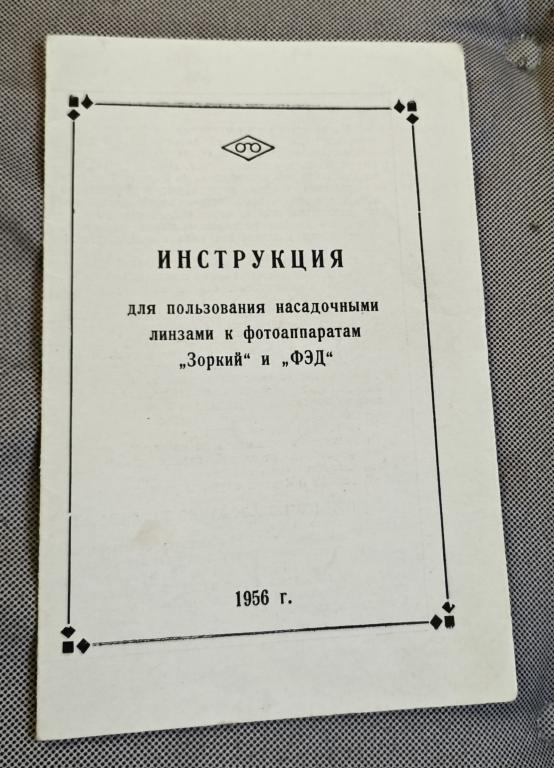 ИНСТРУКЦИЯ
для пользования насадочными
линзами к фотоаппаратам
„Зоркий“ и „ФЭД“
1956 г.